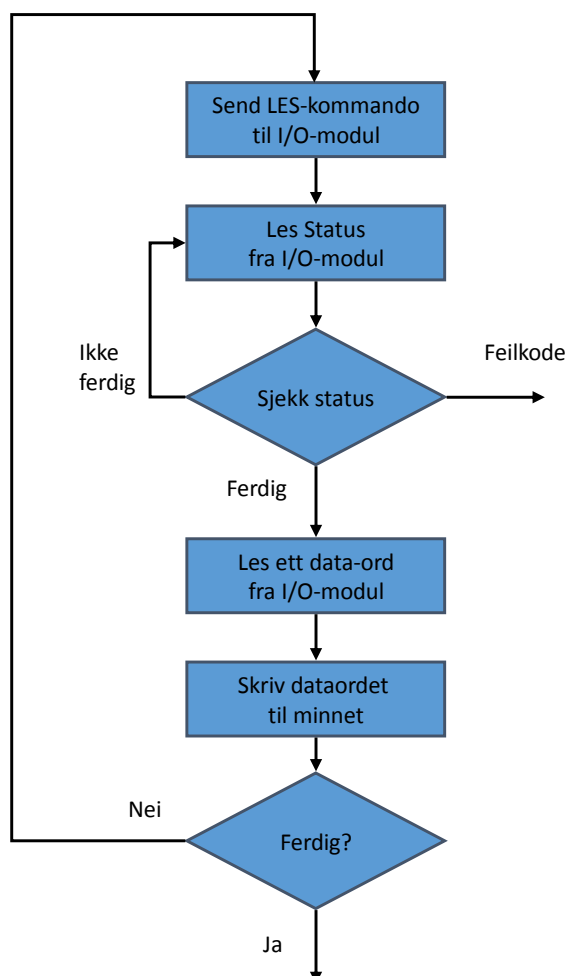 Send LES-kommando
til I/O-modul
Les Status
fra I/O-modul
Ikke
ferdig
Feilkode
Sjekk status
Ferdig
Les ett data-ord
fra I/O-modul
Skriv dataordet
til minnet
Nei
Ferdig?
Ja